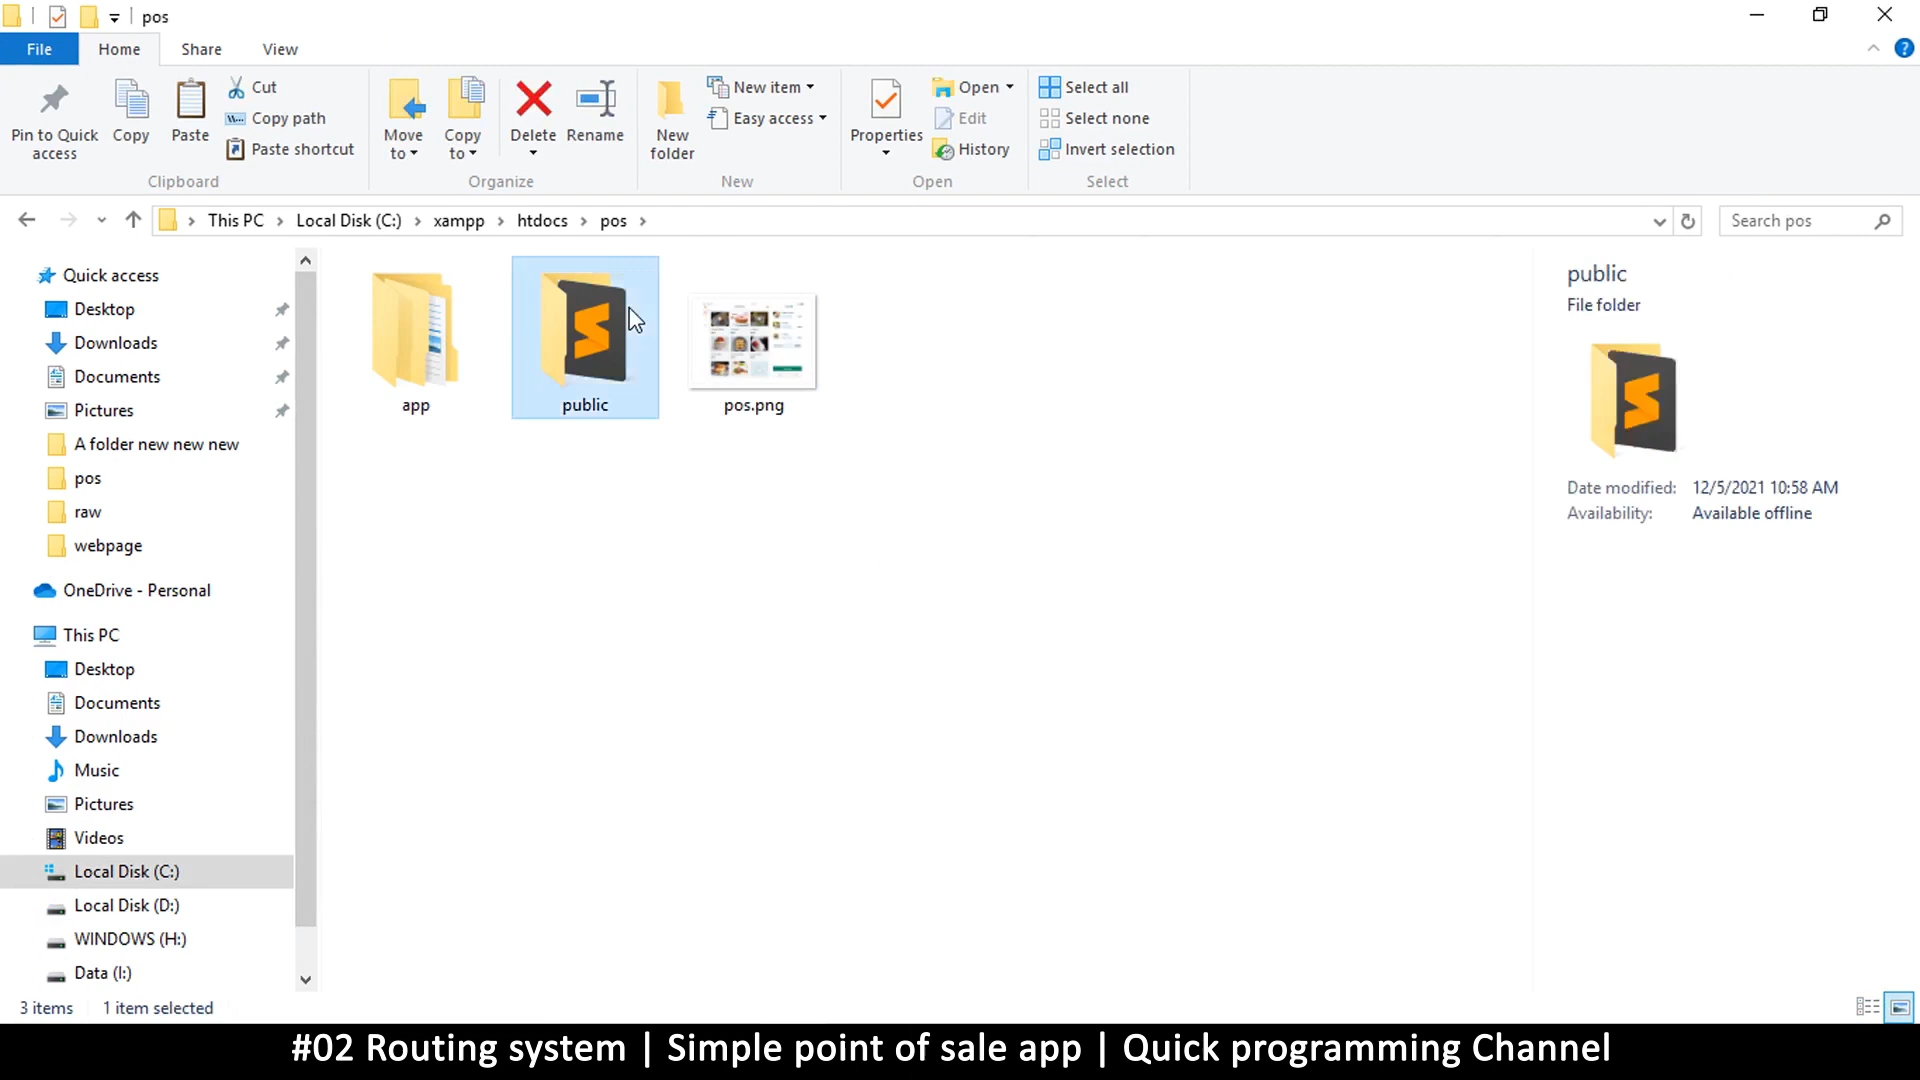 pos
File
Home
Share
View
Pin to Quick access
Copy
Paste
Cut
Copy path
Paste shortcut
Clipboard
Move to
Copy to
Delete
Rename
Organize
New folder
New item
Easy access
New
Properties
Open
Edit
History
Open
Select all
Select none
Invert selection
Select
This PC > Local Disk (C:) > xampp > htdocs > pos >
Search pos
Quick access
Desktop
Downloads
Documents
Pictures
A folder new new new
pos
raw
webpage
OneDrive - Personal
This PC
Desktop
Documents
Downloads
Music
Pictures
Videos
Local Disk (C:)
Local Disk (D:)
WINDOWS (H:)
Data (I:)
app
public
pos.png
public
File folder
Date modified: 12/5/2021 10:58 AM
Availability: Available offline
3 items
1 item selected
#02 Routing system | Simple point of sale app | Quick programming Channel